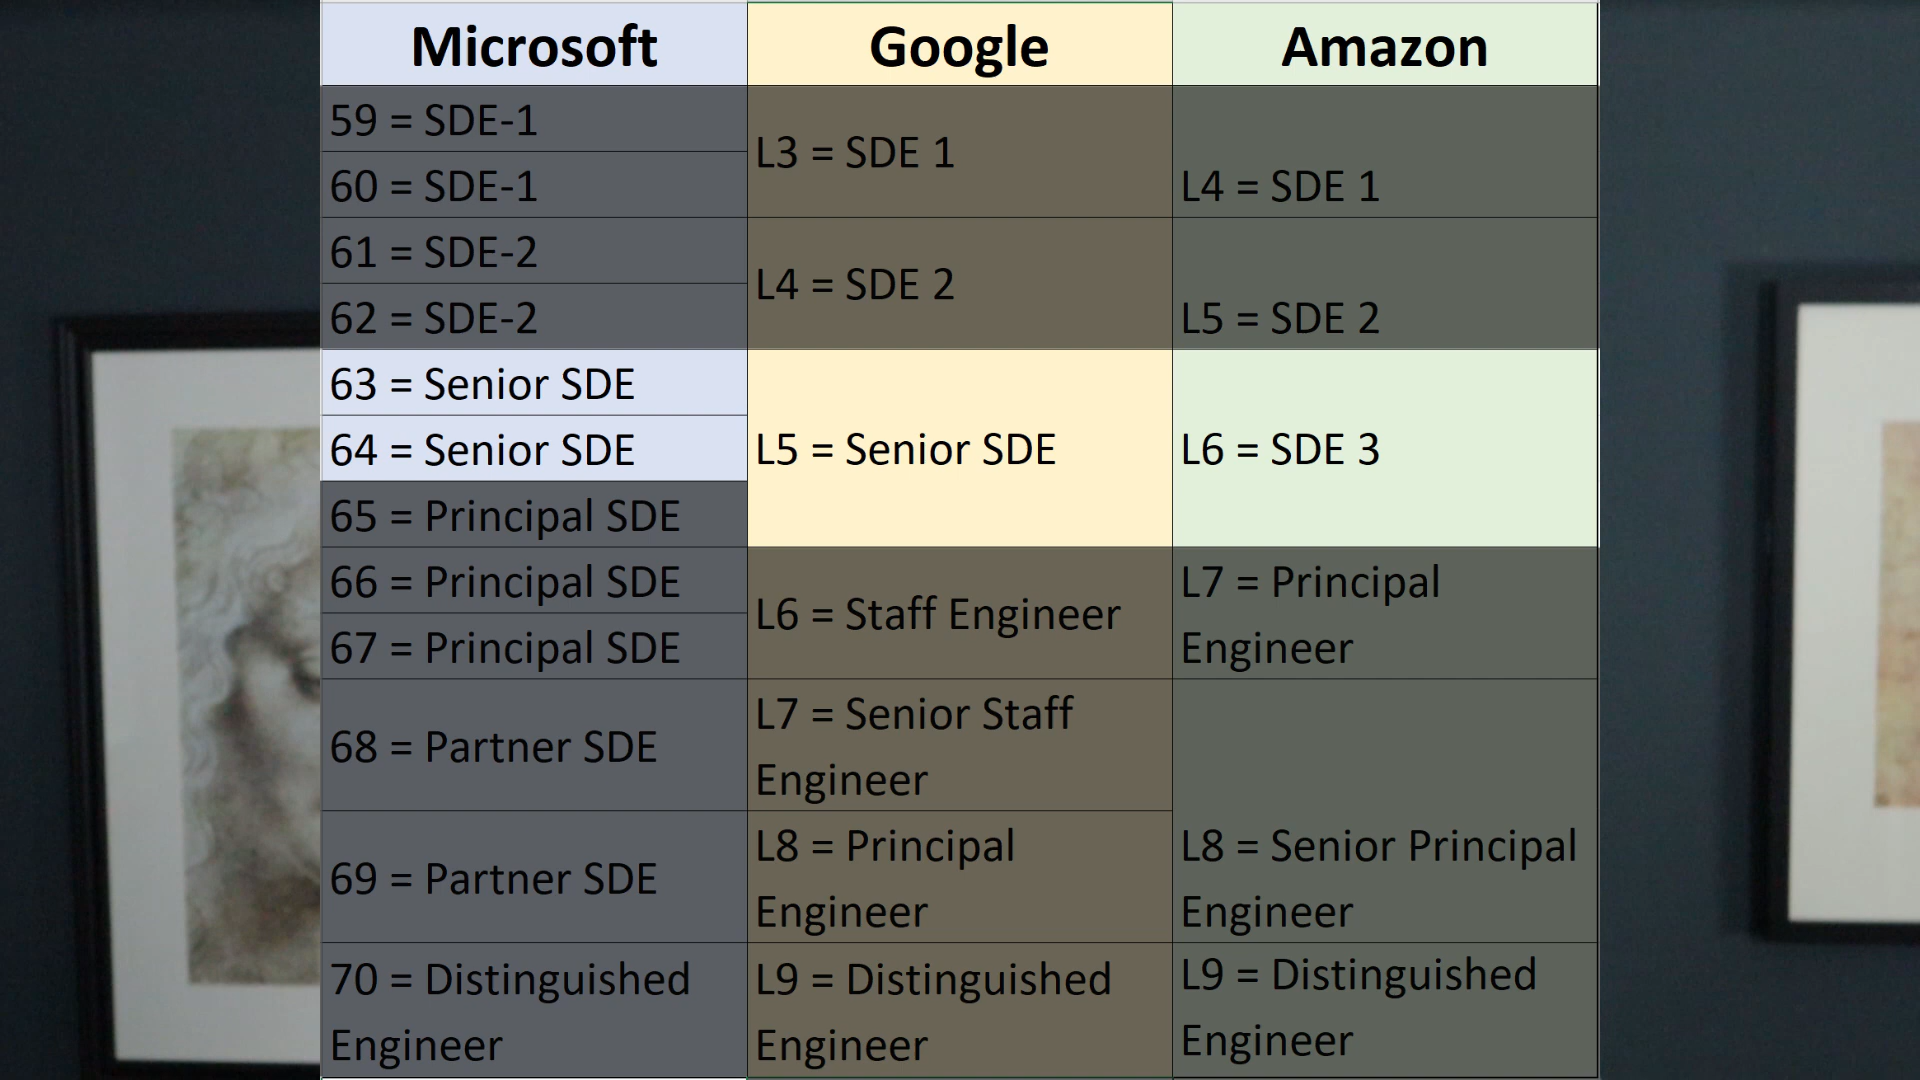 Microsoft Google Amazon
59 = SDE-1
L3 = SDE 1
60 = SDE-1
L4 = SDE 1
61 = SDE-2
L4 = SDE 2
62 = SDE-2
L5 = SDE 2
63 = Senior SDE
64 = Senior SDE
L5 = Senior SDE
L6 = SDE 3
65 = Principal SDE
66 = Principal SDE
67 = Principal SDE
L6 = Staff Engineer
L7 = Principal
Engineer
68 = Partner SDE
L7 = Senior Staff
Engineer
69 = Partner SDE
L8 = Principal
Engineer
L8 = Senior Principal
Engineer
70 = Distinguished
Engineer
L9 = Distinguished
Engineer
L9 = Distinguished
Engineer